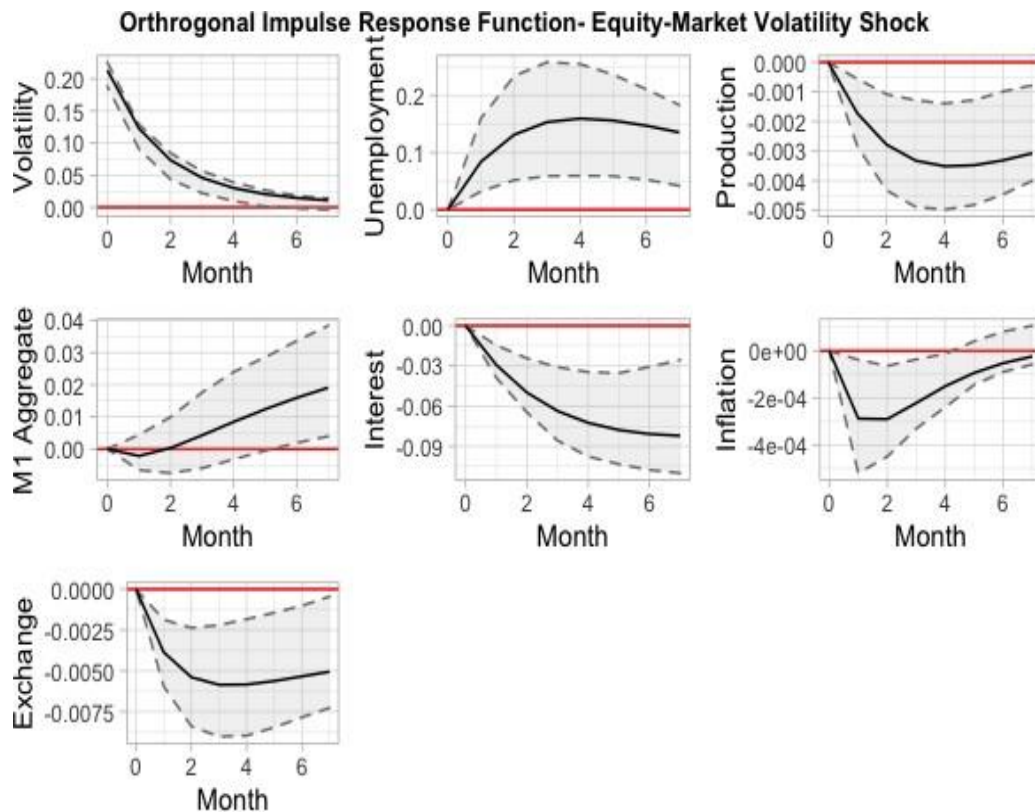 Orthrogonal Impulse Response Function- Equity-Market Volatility Shock
Volatility
0.20
0.15
0.10
0.05
0.00
0 2 4 6
Month
Unemployment
0.2
0.1
0.0
0 2 4 6
Month
Production
0.000
-0.001
-0.002
-0.003
-0.004
-0.005
0 2 4 6
Month
M1 Aggregate
0.04
0.03
0.02
0.01
0.00
0 2 4 6
Month
Interest
0.00
-0.03
-0.06
-0.09
0 2 4 6
Month
Inflation
0e+00
-2e-04
-4e-04
0 2 4 6
Month
Exchange
0.0000
-0.0025
-0.0050
-0.0075
0 2 4 6
Month